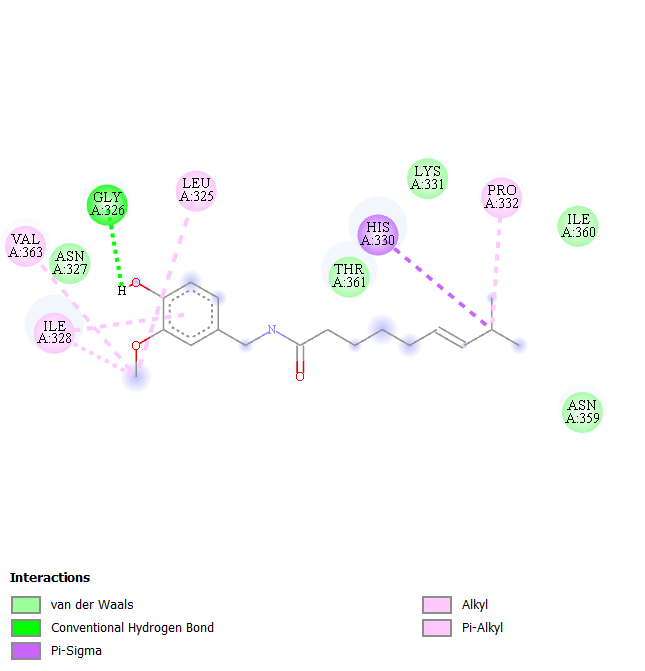 LYS
A:331
LEU
A:325
PRO
A:332
GLY
A:326
ILE
A:360
HIS
A:330
VAL
A:363
ASN
A:327
THR
A:361
H
O
ILE
A:328
N
O
O
ASN
A:359
Interactions
van der Waals
Conventional Hydrogen Bond
Pi-Sigma
Alkyl
Pi-Alkyl